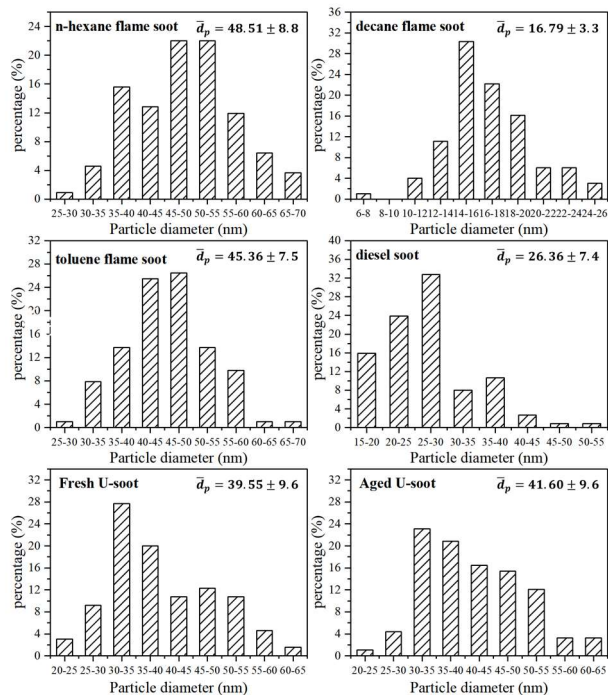 n-hexane flame soot
d̄p = 48.51 ± 8.8
percentage (%)
24
20
16
12
8
4
0
25-30 30-35 35-40 40-45 45-50 50-55 55-60 60-65 65-70
Particle diameter (nm)
decane flame soot
d̄p = 16.79 ± 3.3
percentage (%)
36
32
28
24
20
16
12
8
4
0
6-8 8-10 10-12 12-14 14-16 16-18 18-20 20-22 22-24 24-26
Particle diameter (nm)
toluene flame soot
d̄p = 45.36 ± 7.5
percentage (%)
32
28
24
20
16
12
8
4
0
25-30 30-35 35-40 40-45 45-50 50-55 55-60 60-65 65-70
Particle diameter (nm)
diesel soot
d̄p = 26.36 ± 7.4
percentage (%)
40
36
32
28
24
20
16
12
8
4
0
15-20 20-25 25-30 30-35 35-40 40-45 45-50 50-55
Particle diameter (nm)
Fresh U-soot
d̄p = 39.55 ± 9.6
percentage (%)
32
28
24
20
16
12
8
4
0
20-25 25-30 30-35 35-40 40-45 45-50 50-55 55-60 60-65
Particle diameter (nm)
Aged U-soot
d̄p = 41.60 ± 9.6
percentage (%)
32
28
24
20
16
12
8
4
0
20-25 25-30 30-35 35-40 40-45 45-50 50-55 55-60 60-65
Particle diameter (nm)